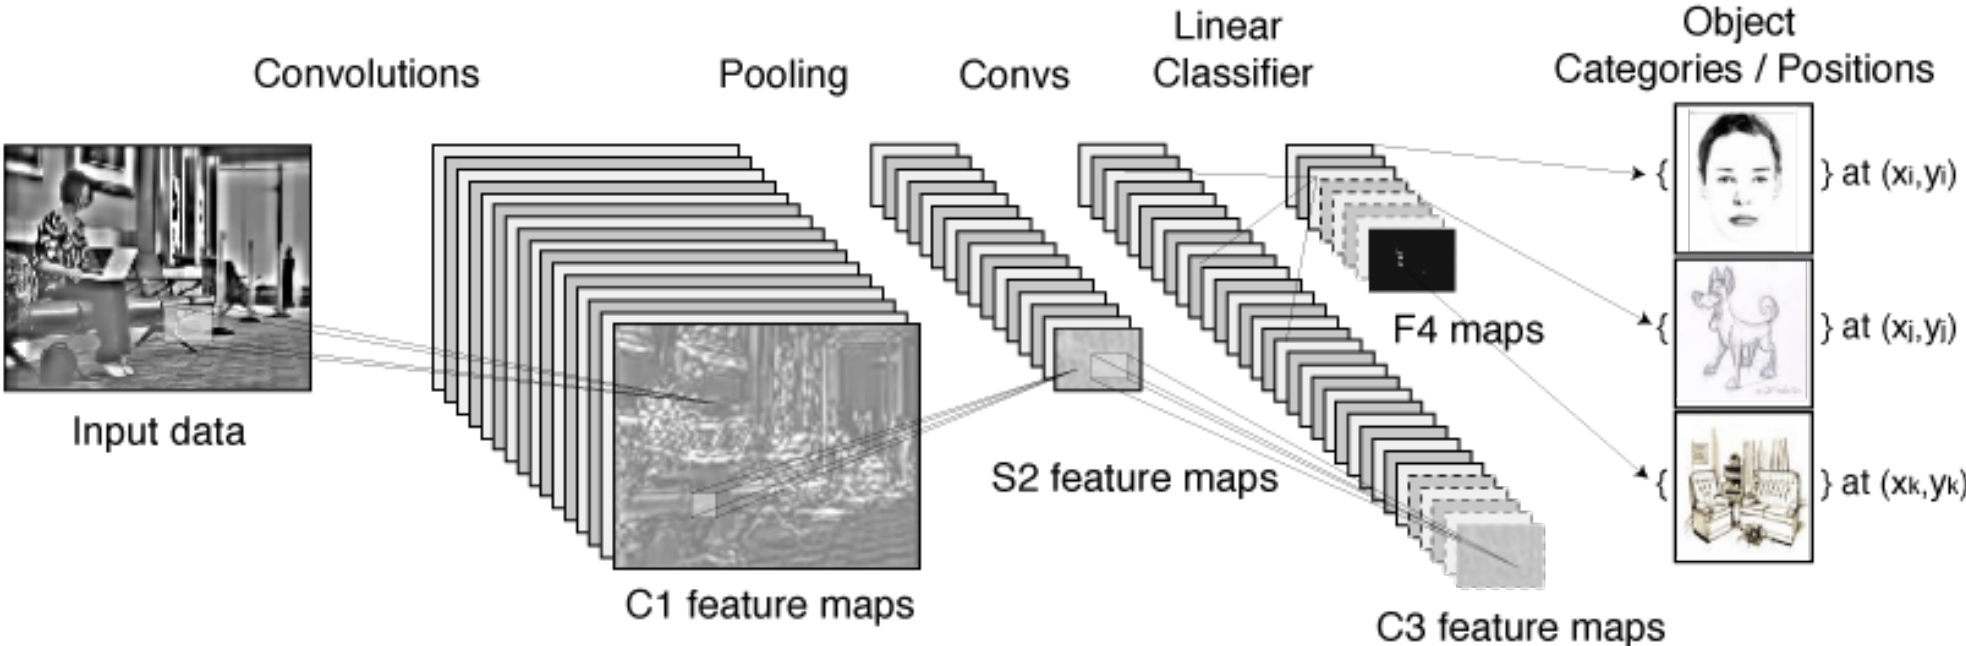 Convolutions
Pooling
Convs
Linear
Classifier
Object
Categories / Positions
{ } at (xi,yi)
{ } at (xj,yj)
{ } at (xk,yk)
Input data
C1 feature maps
S2 feature maps
C3 feature maps
F4 maps